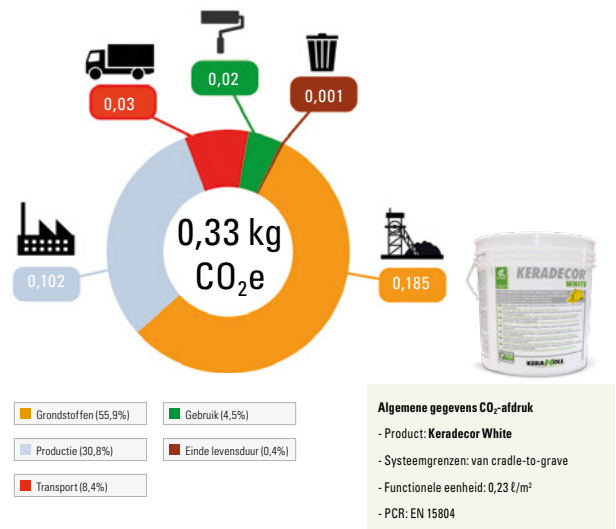 0,02
0,03
0,001
0,33 kg
CO₂e
0,102
0,185
KERADECOR
WHITE
KERAKOLL
Grondstoffen (55,9%)
Gebruik (4,5%)
Productie (30,8%)
Einde levensduur (0,4%)
Transport (8,4%)
Algemene gegevens CO₂-afdruk
- Product: Keradecor White
- Systeemgrenzen: van cradle-to-grave
- Functionele eenheid: 0,23 ℓ/m²
- PCR: EN 15804